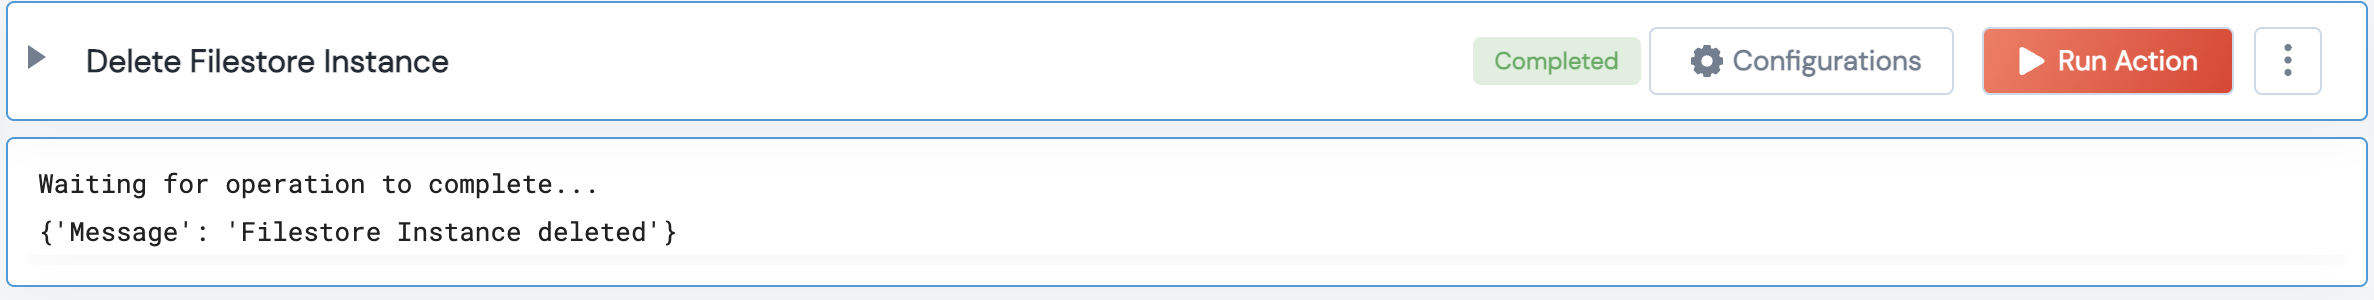 Delete Filestore Instance
Completed
Configurations
Run Action
Waiting for operation to complete...
{'Message': 'Filestore Instance deleted'}